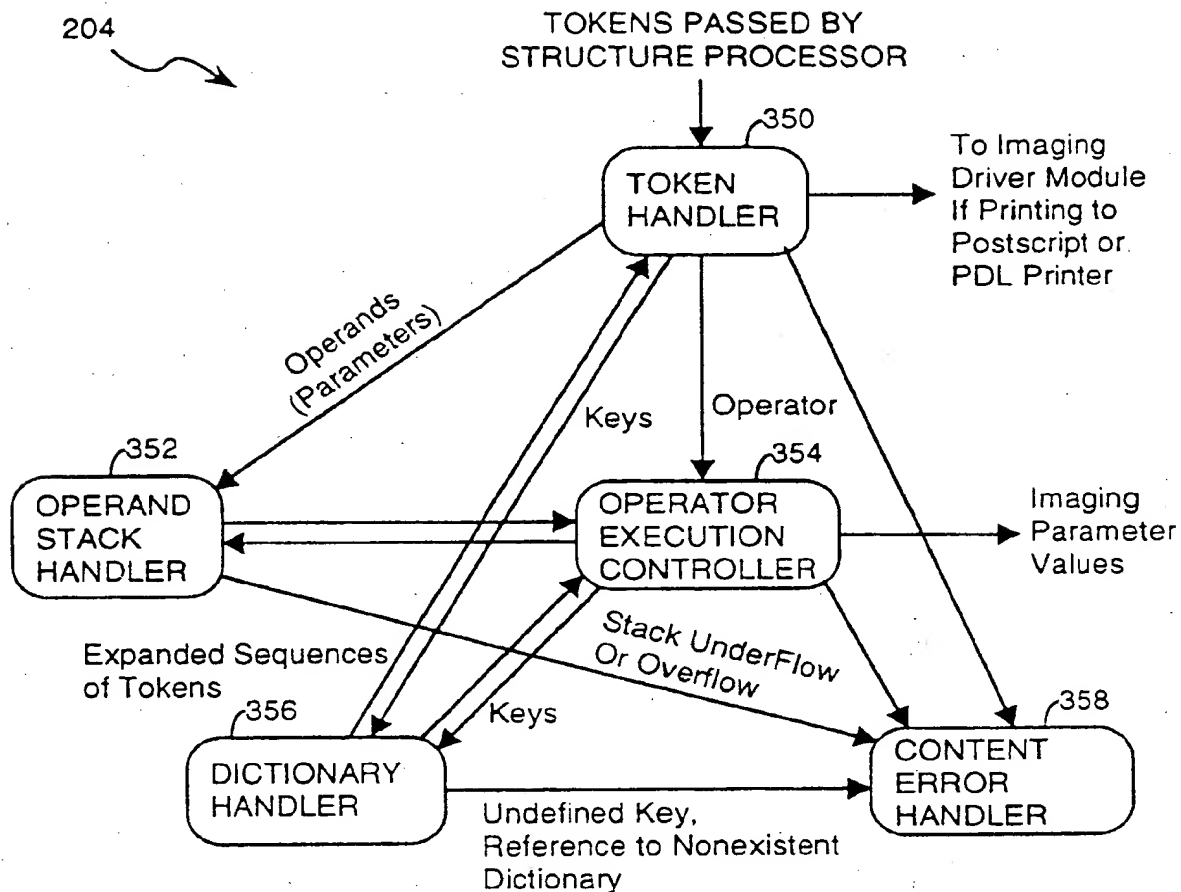 204
TOKENS PASSED BY
STRUCTURE PROCESSOR
350
TOKEN
HANDLER
To Imaging
Driver Module
If Printing to
Postscript or
PDL Printer
Operands
(Parameters)
Keys
Operator
352
OPERAND
STACK
HANDLER
354
OPERATOR
EXECUTION
CONTROLLER
Imaging
Parameter
Values
Expanded Sequences
of Tokens
Stack UnderFlow
Or Overflow
Keys
356
DICTIONARY
HANDLER
358
CONTENT
ERROR
HANDLER
Undefined Key,
Reference to Nonexistent
Dictionary